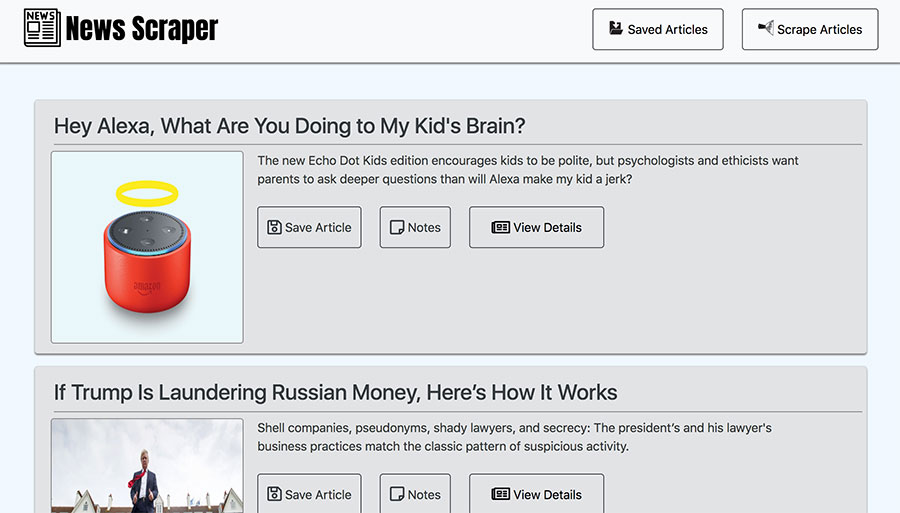 NEWS
News Scraper
Saved Articles
Scrape Articles
Hey Alexa, What Are You Doing to My Kid's Brain?
The new Echo Dot Kids edition encourages kids to be polite, but psychologists and ethicists want
parents to ask deeper questions than will Alexa make my kid a jerk?
amazon
Save Article
Notes
View Details
If Trump Is Laundering Russian Money, Here’s How It Works
Shell companies, pseudonyms, shady lawyers, and secrecy: The president’s and his lawyer's
business practices match the classic pattern of suspicious activity.
Save Article
Notes
View Details